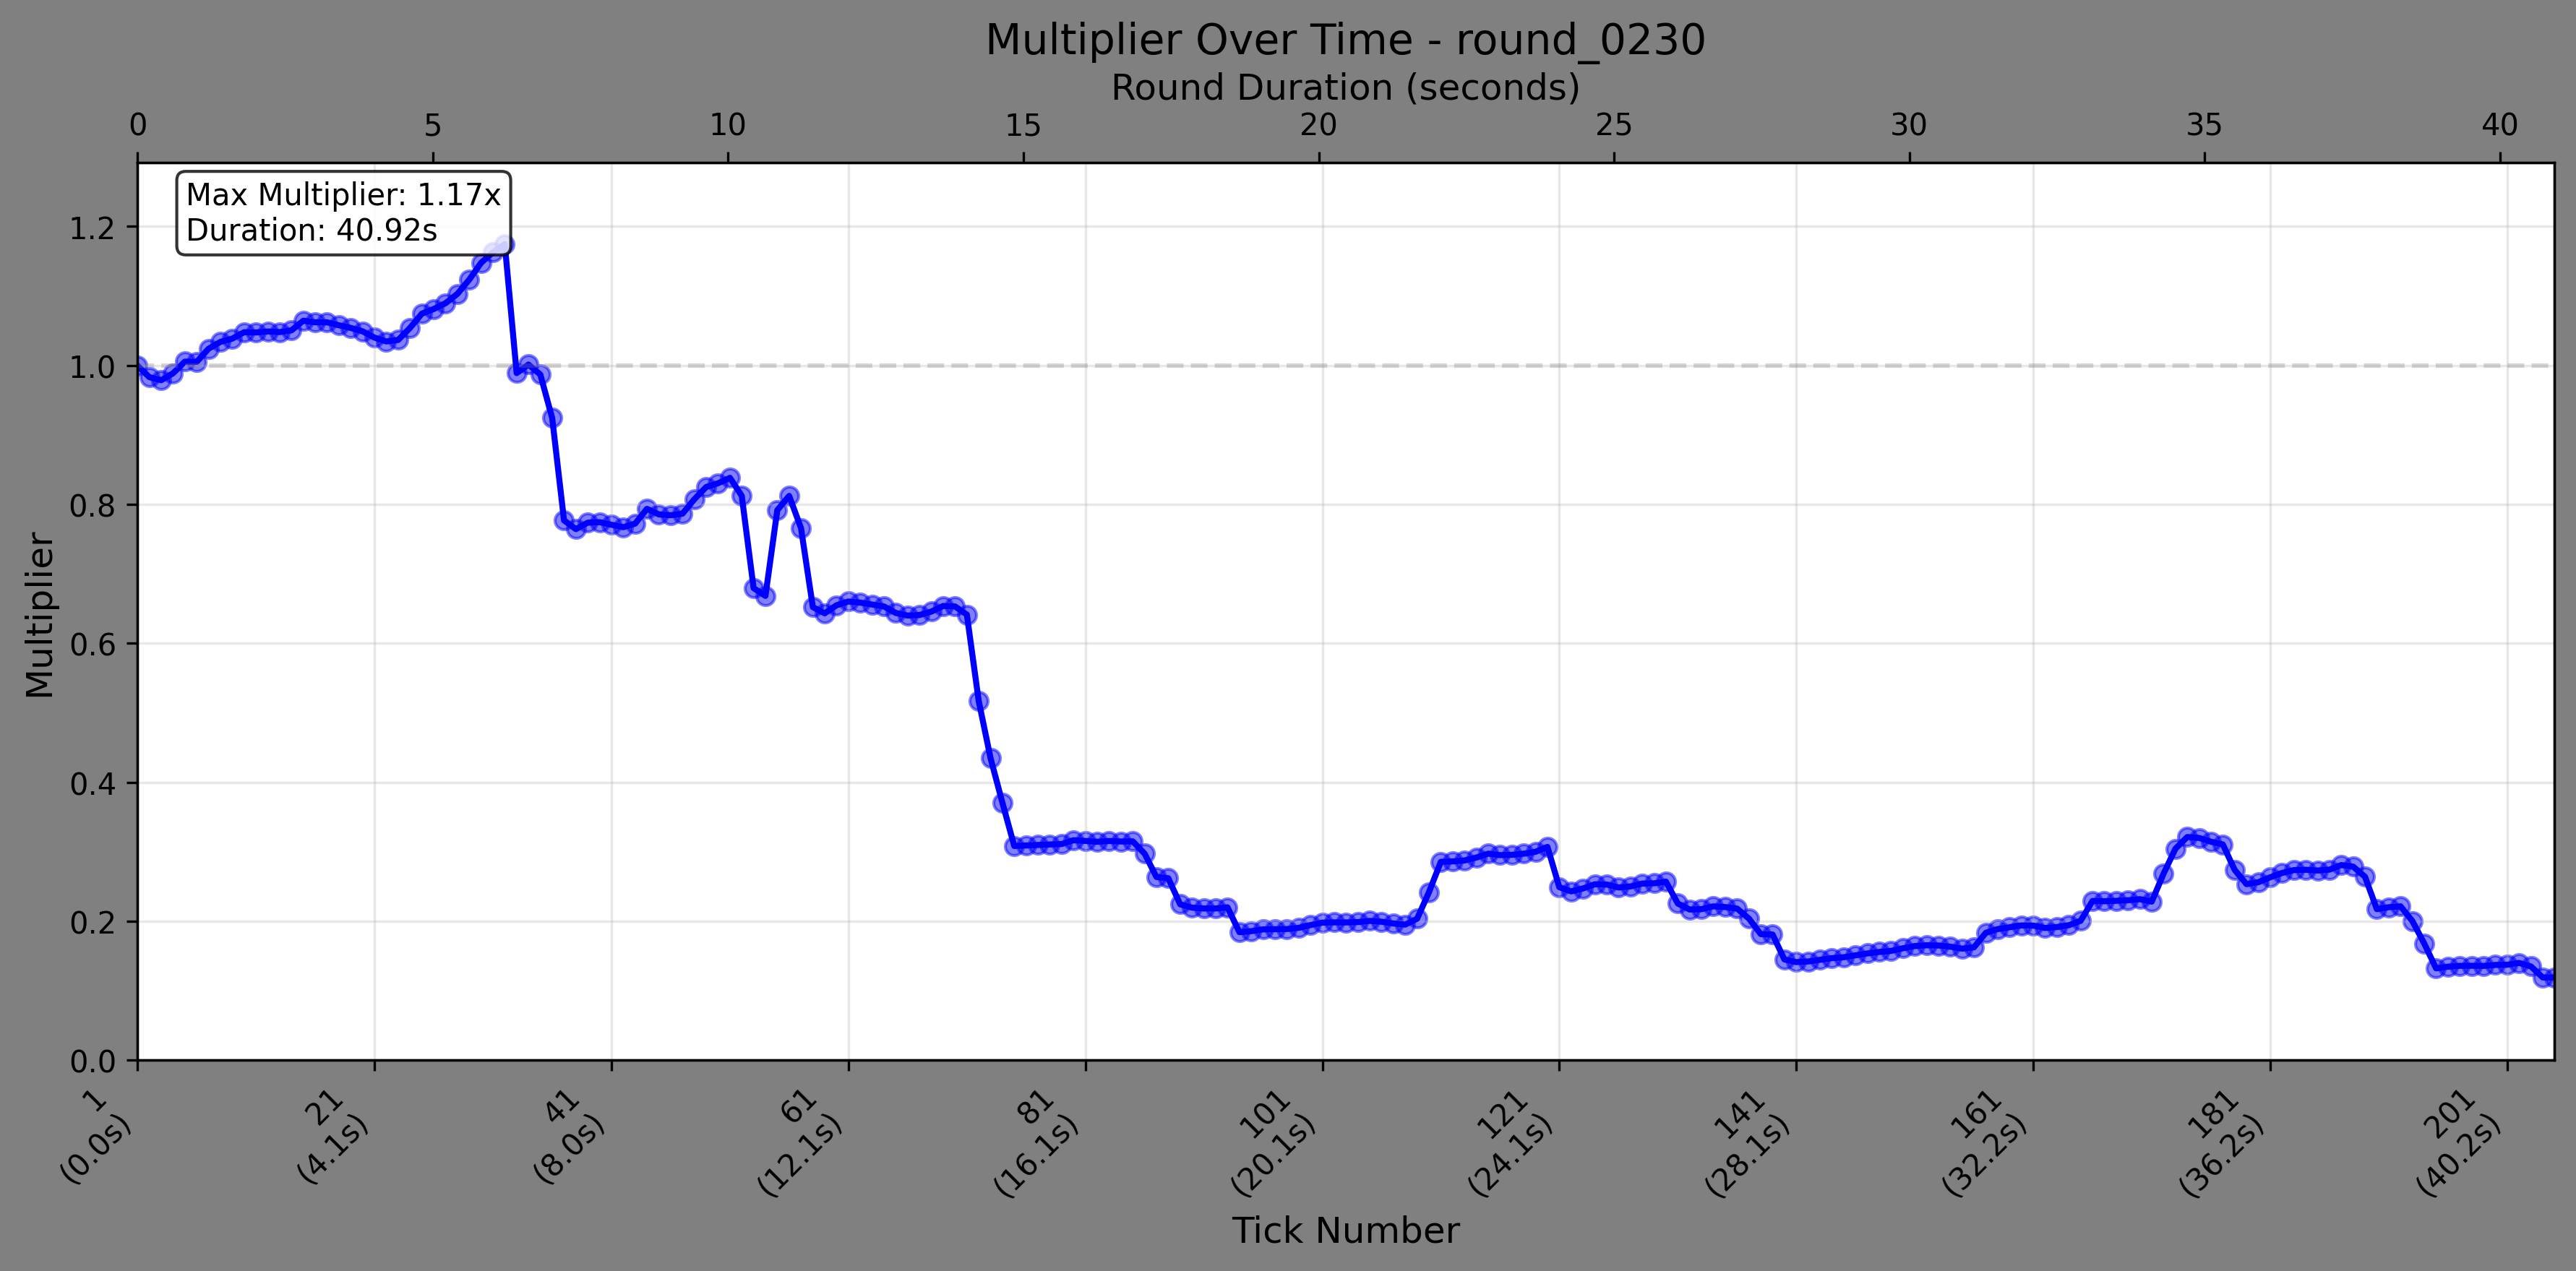 Multiplier Over Time - round_0230
Round Duration (seconds)
0 5 10 15 20 25 30 35 40
Max Multiplier: 1.17x
Duration: 40.92s
Multiplier
1.2
1.0
0.8
0.6
0.4
0.2
0.0
1
(0.0s)
21
(4.1s)
41
(8.0s)
61
(12.1s)
81
(16.1s)
101
(20.1s)
121
(24.1s)
141
(28.1s)
161
(32.2s)
181
(36.2s)
201
(40.2s)
Tick Number